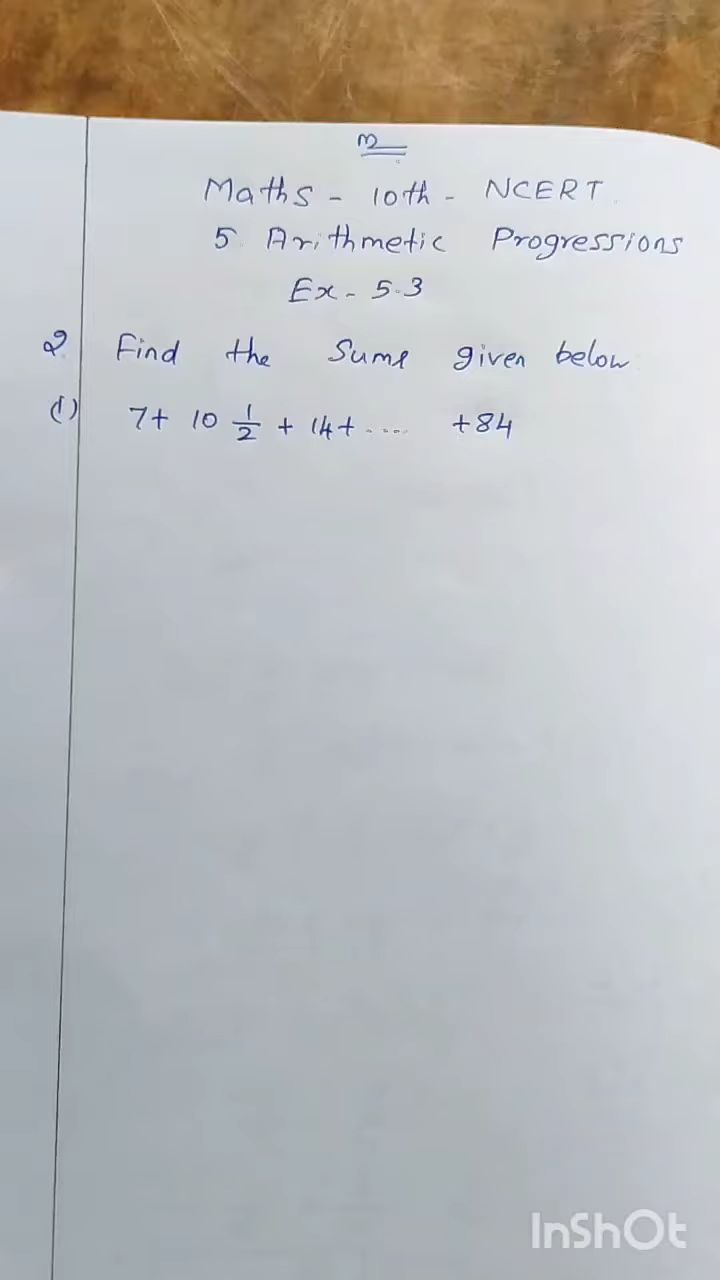 m
Maths - 10th - NCERT
5 Arithmetic Progressions
Ex - 5.3
2 Find the Sums given below
(i) 7+ 10 1/2 + 14+ .... +84
InShOt